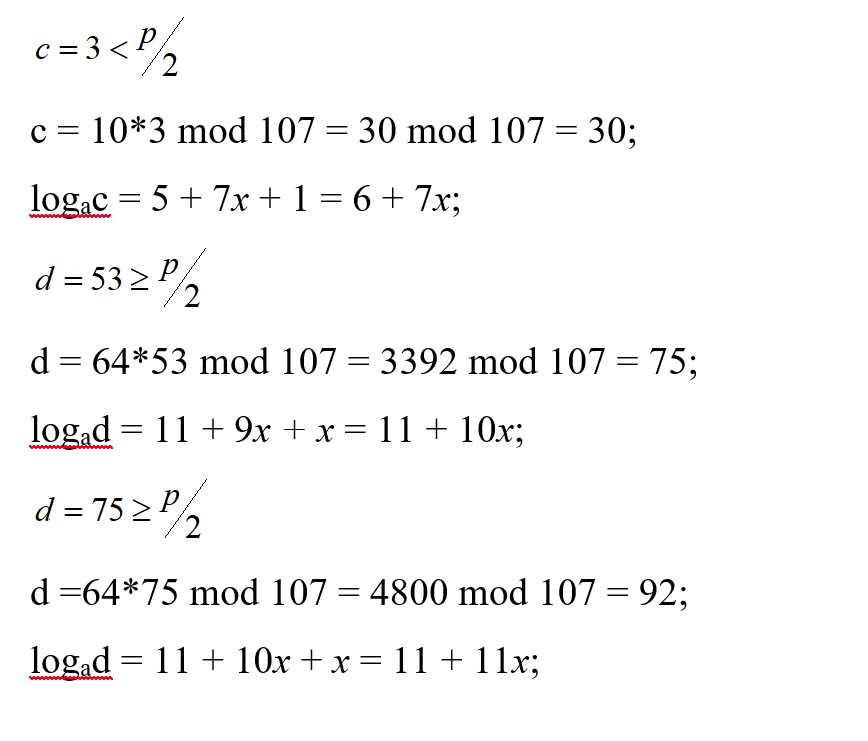 c = 3 < p/2
c = 10*3 mod 107 = 30 mod 107 = 30;
logₐc = 5 + 7x + 1 = 6 + 7x;
d = 53 ≥ p/2
d = 64*53 mod 107 = 3392 mod 107 = 75;
logₐd = 11 + 9x + x = 11 + 10x;
d = 75 ≥ p/2
d =64*75 mod 107 = 4800 mod 107 = 92;
logₐd = 11 + 10x + x = 11 + 11x;